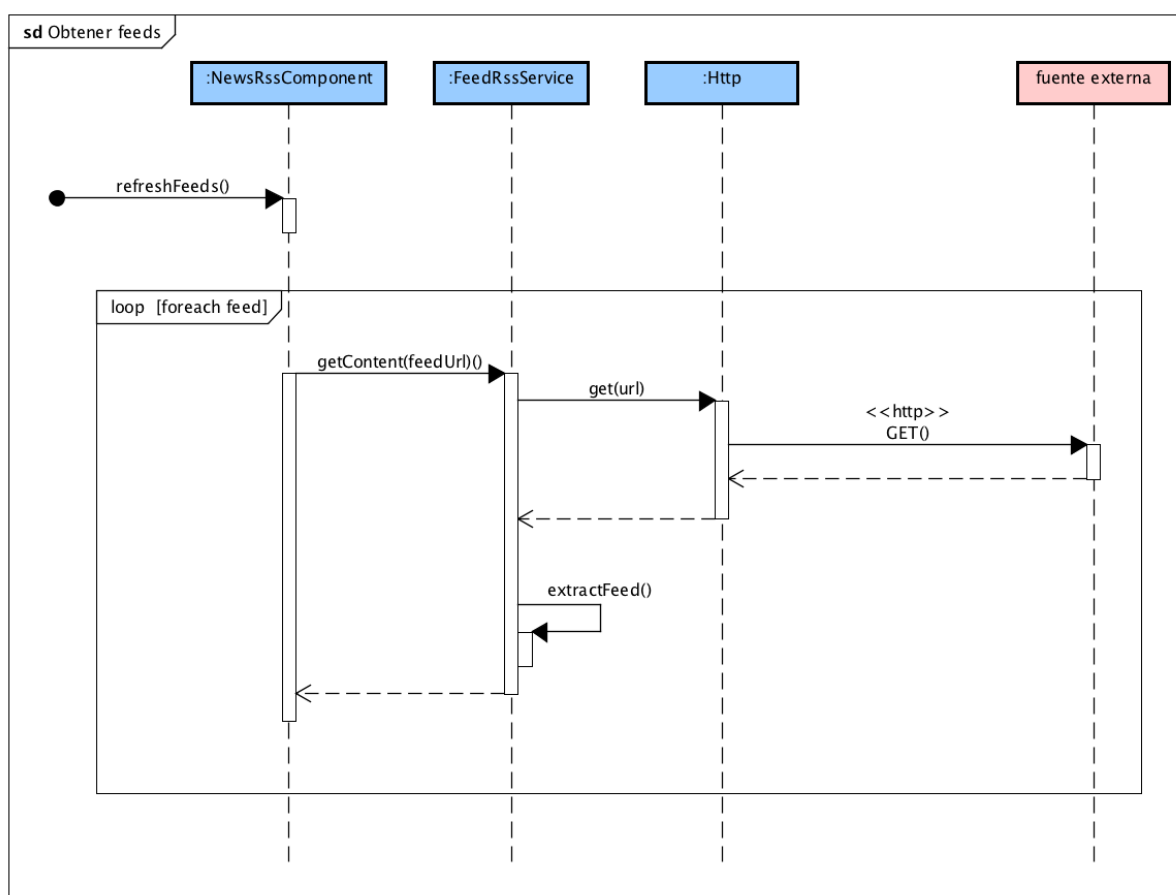 sd Obtener feeds
:NewsRssComponent
:FeedRssService
:Http
fuente externa
refreshFeeds()
loop [foreach feed]
getContent(feedUrl)()
get(url)
<<http>>
GET()
extractFeed()